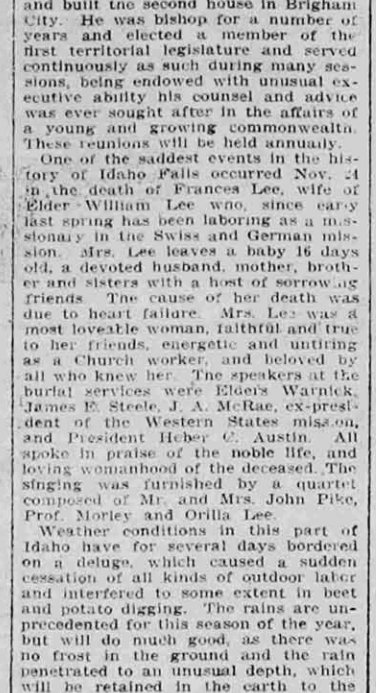 and built the second house in Brigham
City. He was bishop for a number of
years and elected a member of the
first territorial legislature and served
continuously as such during many ses-
sions, being endowed with unusual ex-
ecutive abiilty his counsel and advice
was ever sought after in the affairs of
a young and growing commonwealth.
These reunions will be held annually.
One of the saddest events in the his-
tory of Idaho Falls occurred Nov. 24
in the death of Frances Lee, wife of
Elder William Lee who, since early
last spring has been laboring as a mis-
sionary in the Swiss and German mis-
sion. Mrs. Lee leaves a baby 16 days
old, a devoted husband, mother, broth-
er and sisters with a host of sorrowing
friends. The cause of her death was
due to heart failure. Mrs. Lee was a
most loveable woman, faithful and true
to her friends, energetic and untiring
as a Church worker, and beloved by
all who knew her. The speakers at the
burial services were Elders Warnick,
James E. Steele, J. A. McRae, ex-presi-
dent of the Western States mission,
and President Heber C. Austin. All
spoke in praise of the noble life, and
loving womanhood of the deceased. The
singing was furnished by a quartet
composed of Mr. and Mrs. John Pike,
Prof. Morley and Orilla Lee.
Weather conditions in this part of
Idaho have for several days bordered
on a deluge, which caused a sudden
cessation of all kinds of outdoor labor
and interfered to some extent in beet
and potato digging. The rains are un-
precedented for this season of the year,
but will do much good, as there was
no frost in the ground and the rain
penetrated to an unusual depth, which
will be retained in the earth to the